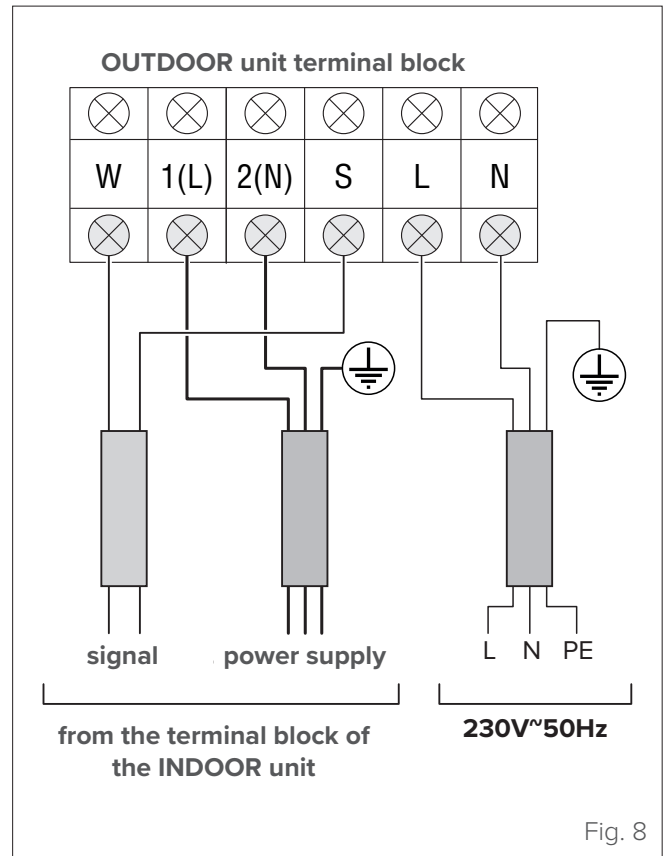 OUTDOOR unit terminal block
W 1(L) 2(N) S L N
signal power supply
L N PE
from the terminal block of
the INDOOR unit
230V~50Hz
Fig. 8